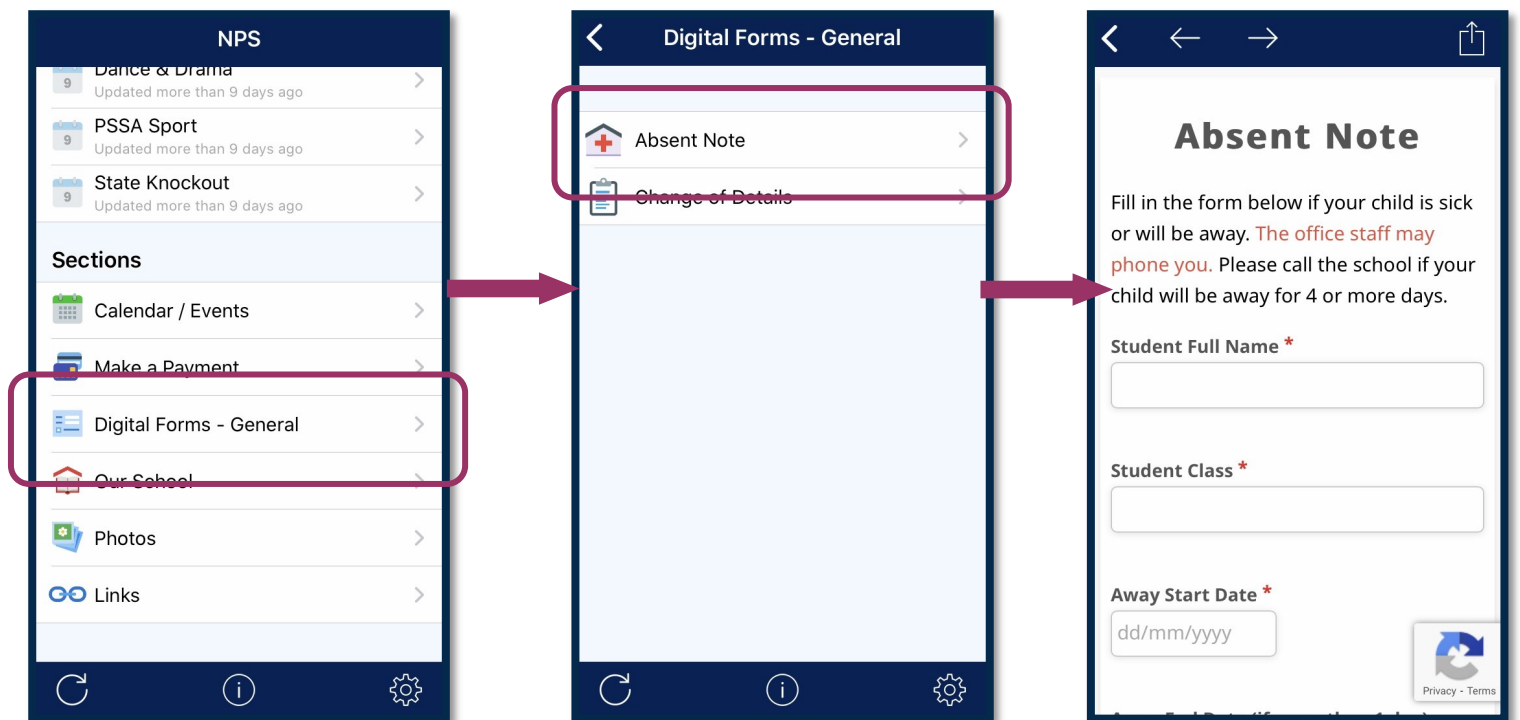 NPS
Dance & Drama
9
Updated more than 9 days ago
PSSA Sport
9
Updated more than 9 days ago
State Knockout
9
Updated more than 9 days ago
Sections
Calendar / Events
Make a Payment
Digital Forms - General
Our School
Photos
Links
Digital Forms - General
Absent Note
Change of Details
Absent Note
Fill in the form below if your child is sick
or will be away. The office staff may
phone you. Please call the school if your
child will be away for 4 or more days.
Student Full Name *
Student Class *
Away Start Date *
dd/mm/yyyy
Privacy - Terms